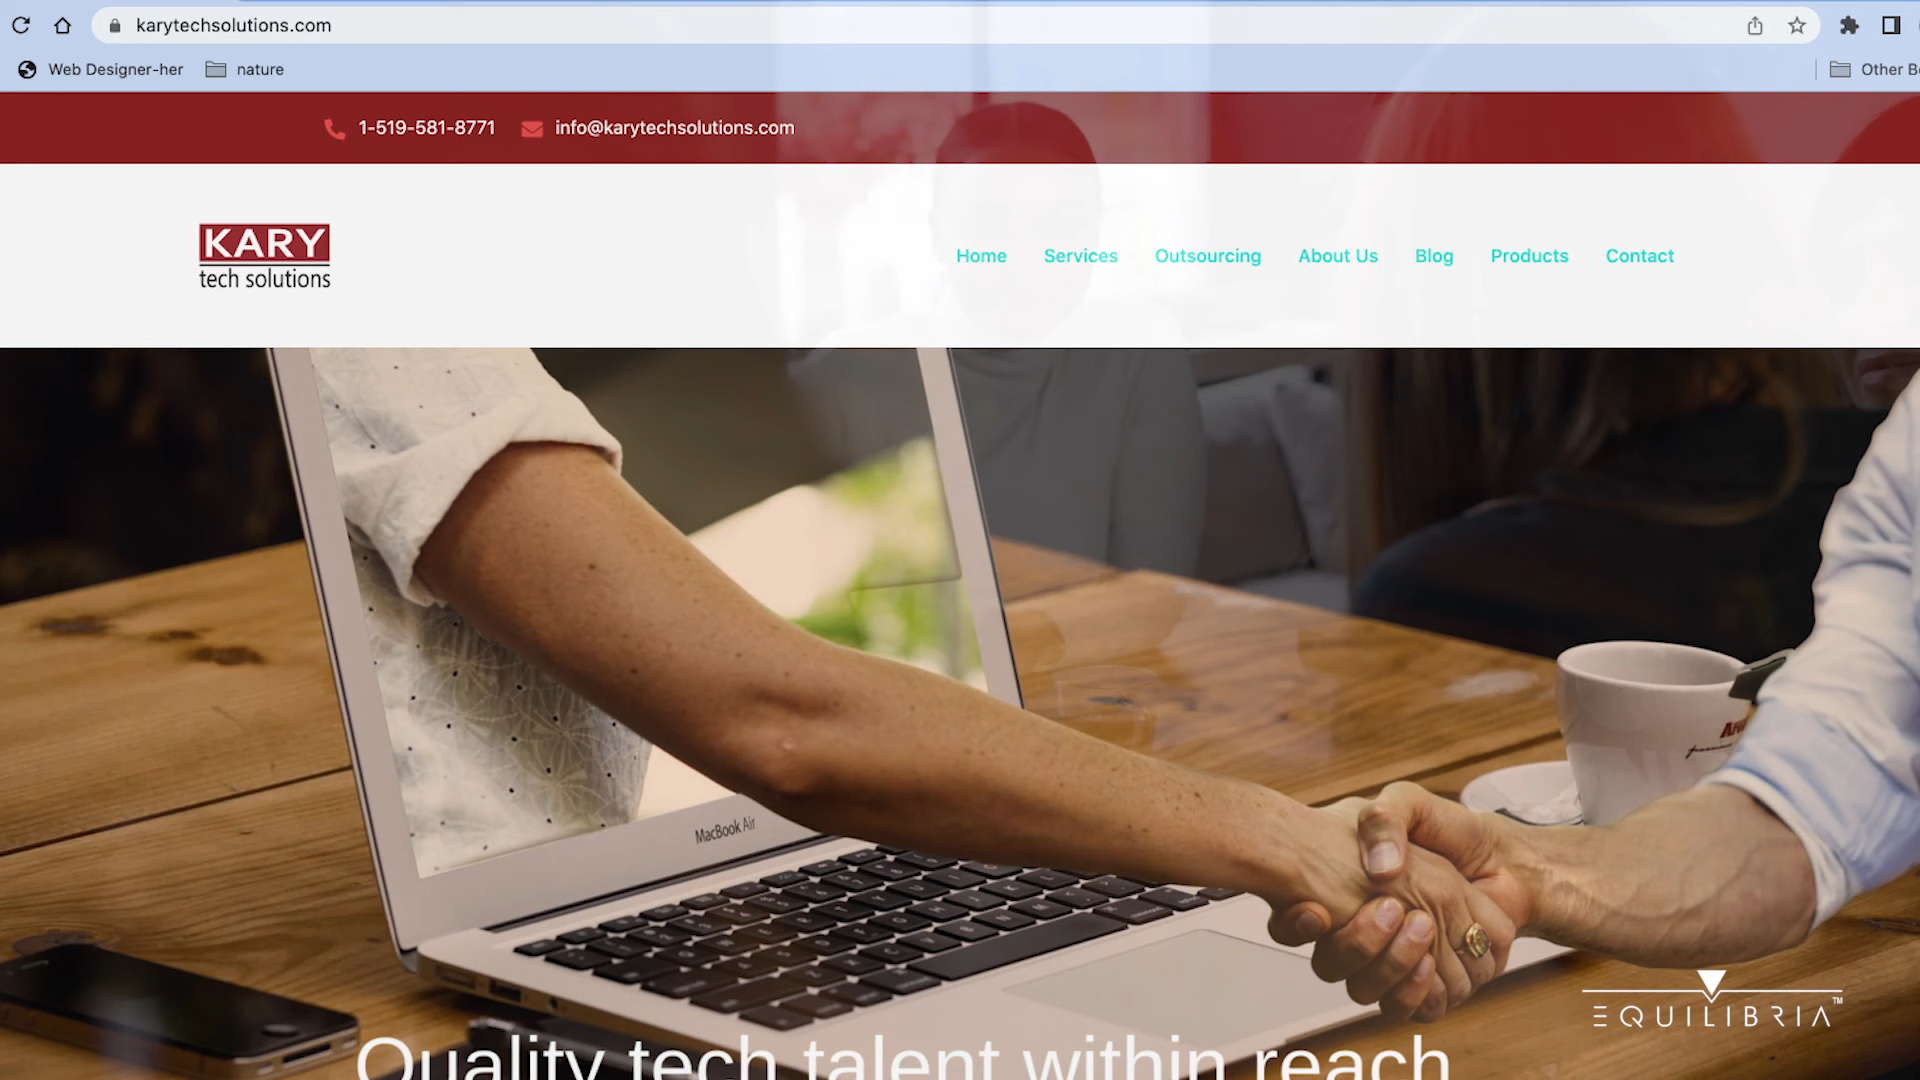 karytechsolutions.com
Web Designer-her
nature
Other B
1-519-581-8771
info@karytechsolutions.com
KARY
tech solutions
Home
Services
Outsourcing
About Us
Blog
Products
Contact
MacBook Air
EQUILIBRIA™
Quality tech talent within reach